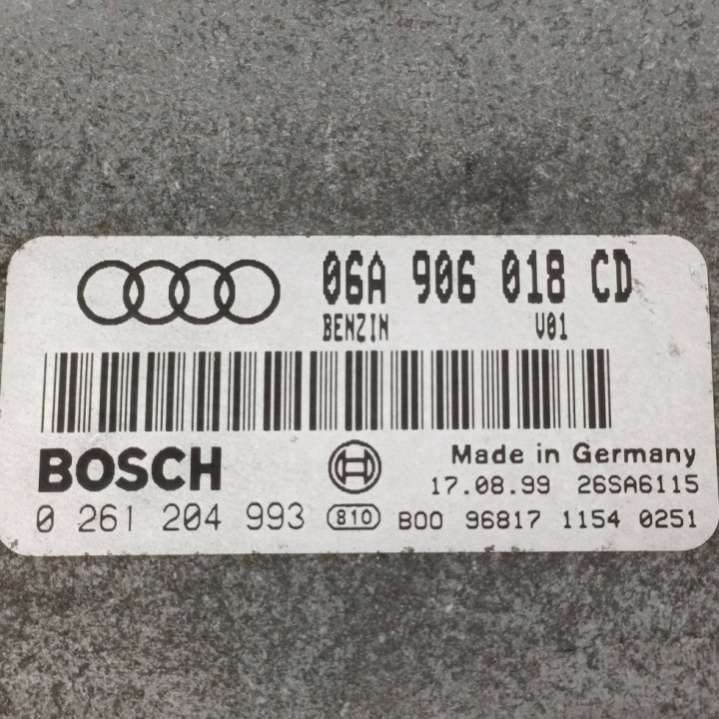 06A 906 018 CD
BENZIN V01
BOSCH
Made in Germany
17.08.99 26SA6115
0 261 204 993 810 B00 96817 1154 0251